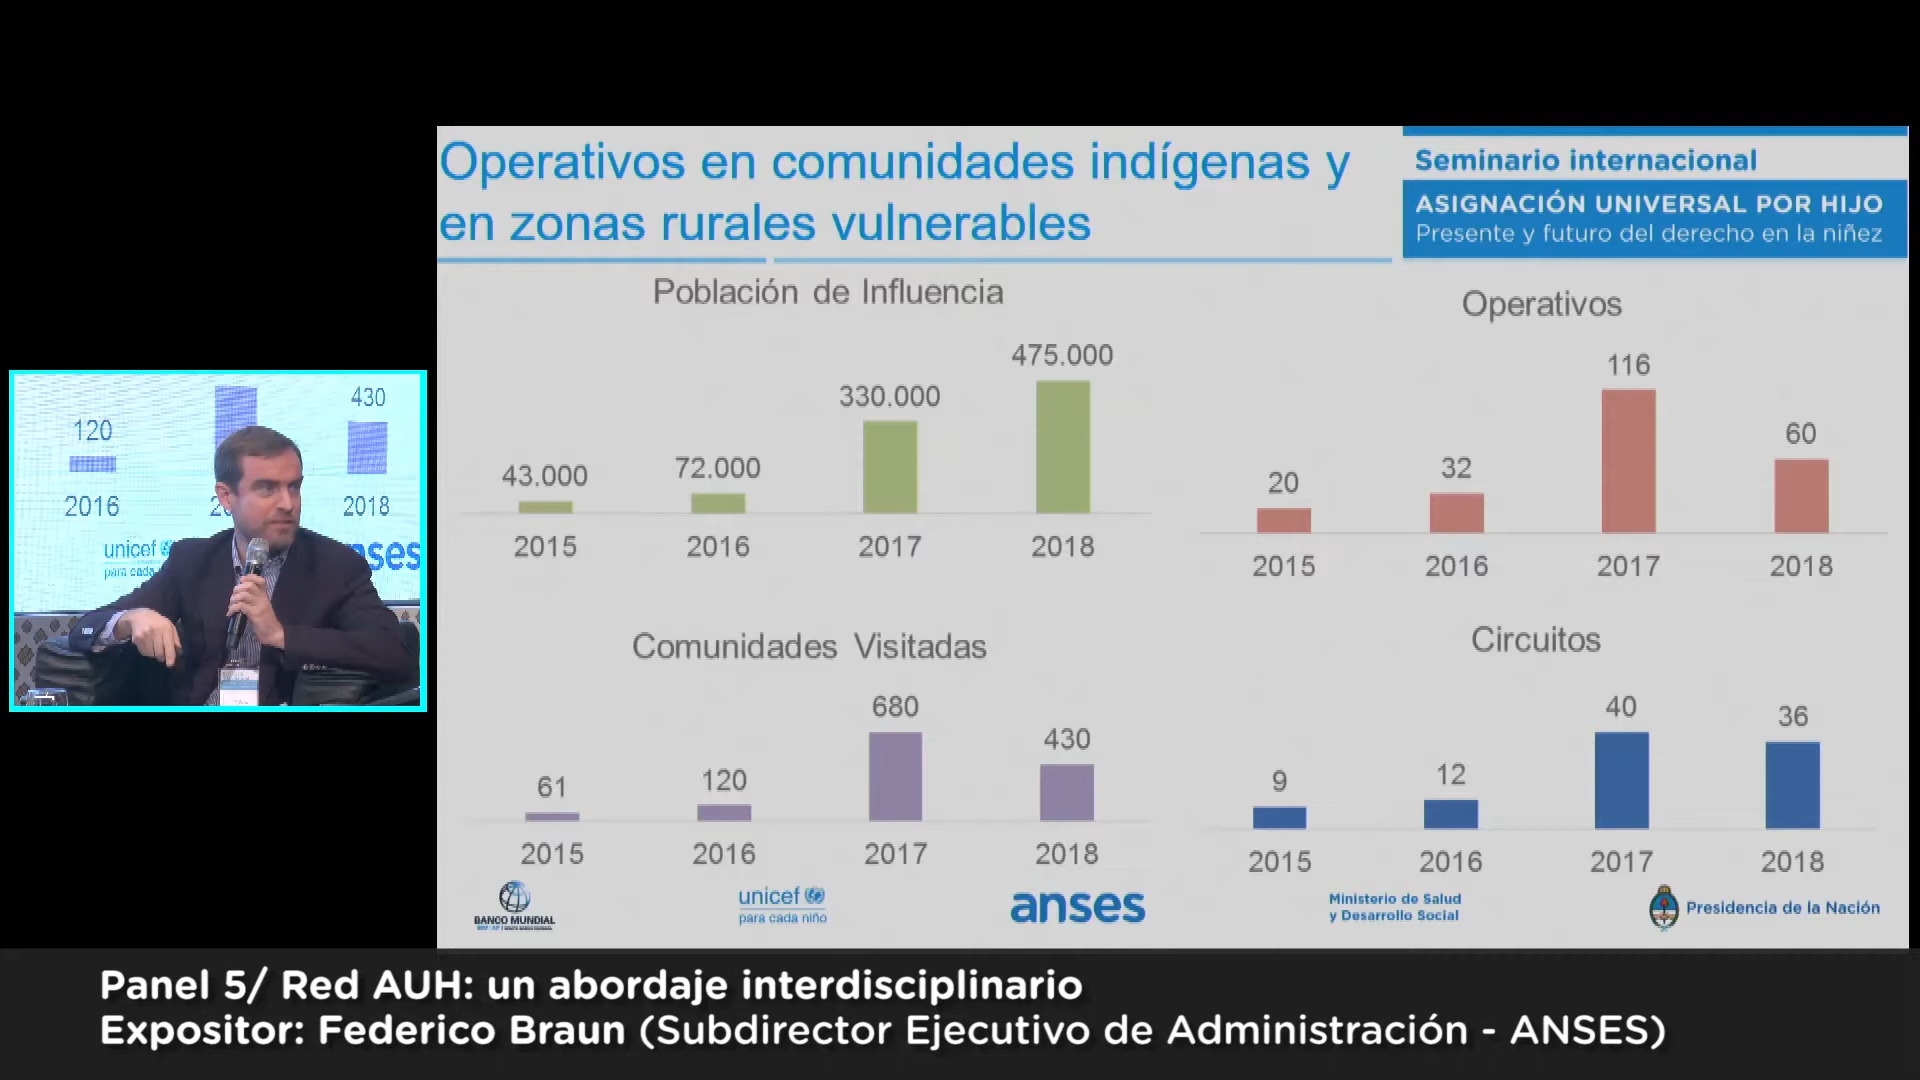 Operativos en comunidades indígenas y
en zonas rurales vulnerables
Seminario internacional
ASIGNACIÓN UNIVERSAL POR HIJO
Presente y futuro del derecho en la niñez
Población de Influencia
43.000
72.000
330.000
475.000
2015
2016
2017
2018
Operativos
20
32
116
60
2015
2016
2017
2018
Comunidades Visitadas
61
120
680
430
2015
2016
2017
2018
Circuitos
9
12
40
36
2015
2016
2017
2018
BANCO MUNDIAL
unicef
para cada niño
anses
Ministerio de Salud
y Desarrollo Social
Presidencia de la Nación
120
430
2016
2018
unicef
para cada
anses
Panel 5/ Red AUH: un abordaje interdisciplinario
Expositor: Federico Braun (Subdirector Ejecutivo de Administración - ANSES)